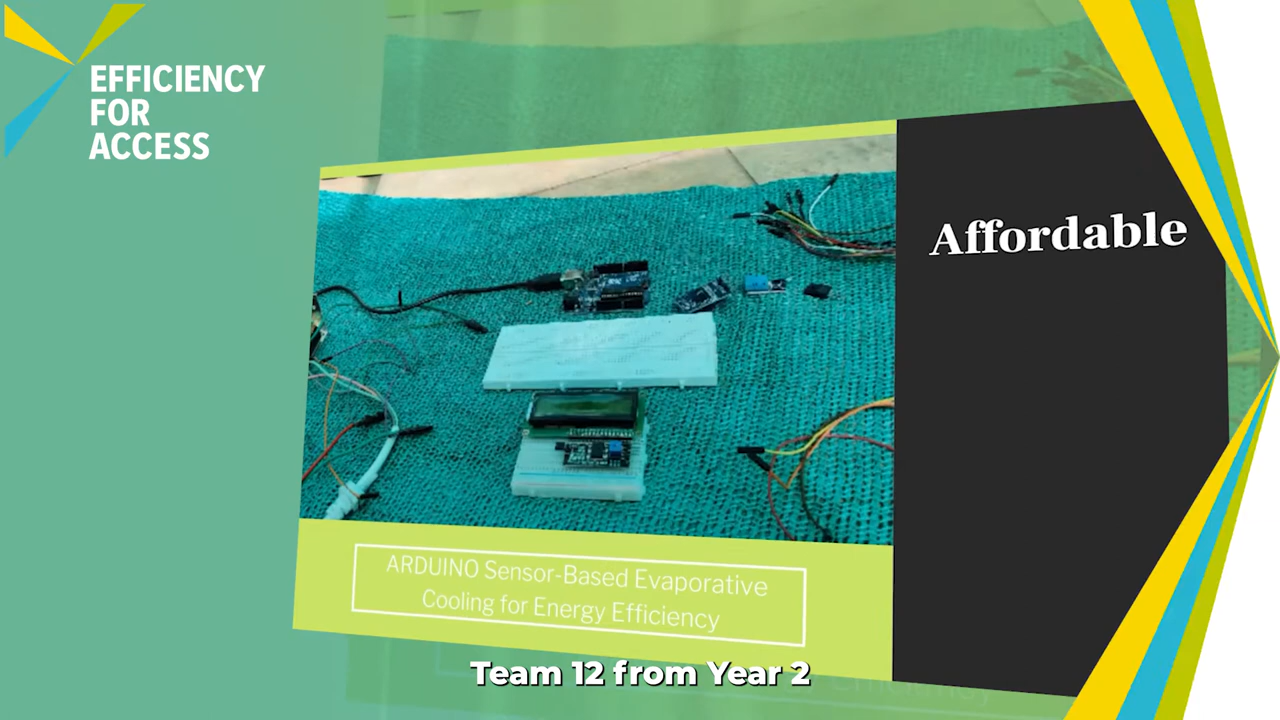 EFFICIENCY
FOR
ACCESS
Affordable
ARDUINO Sensor-Based Evaporative
Cooling for Energy Efficiency
Team 12 from Year 2